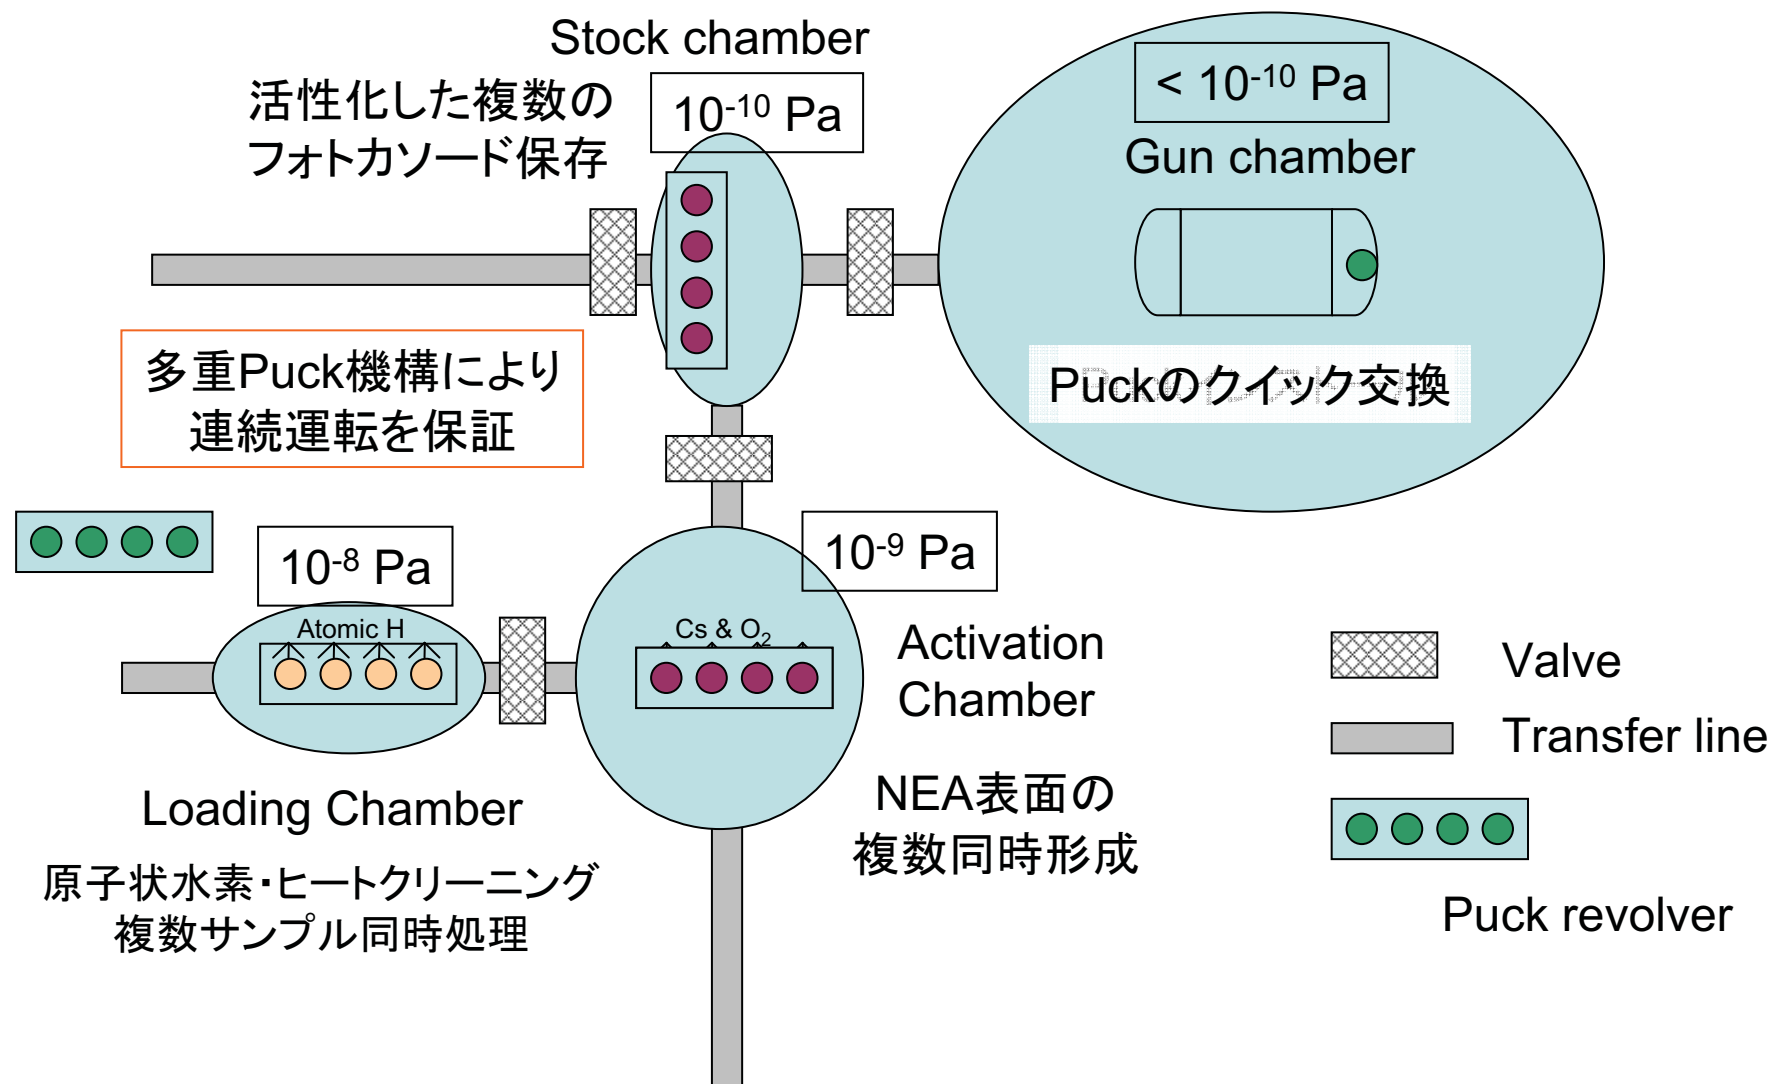 Stock chamber
活性化した複数の
フォトカソード保存
10-10 Pa
< 10-10 Pa
Gun chamber
Puckのクイック交換
多重Puck機構により
連続運転を保証
10-8 Pa
Atomic H
10-9 Pa
Cs & O2
Activation
Chamber
Loading Chamber
原子状水素・ヒートクリーニング
複数サンプル同時処理
NEA表面の
複数同時形成
Valve
Transfer line
Puck revolver